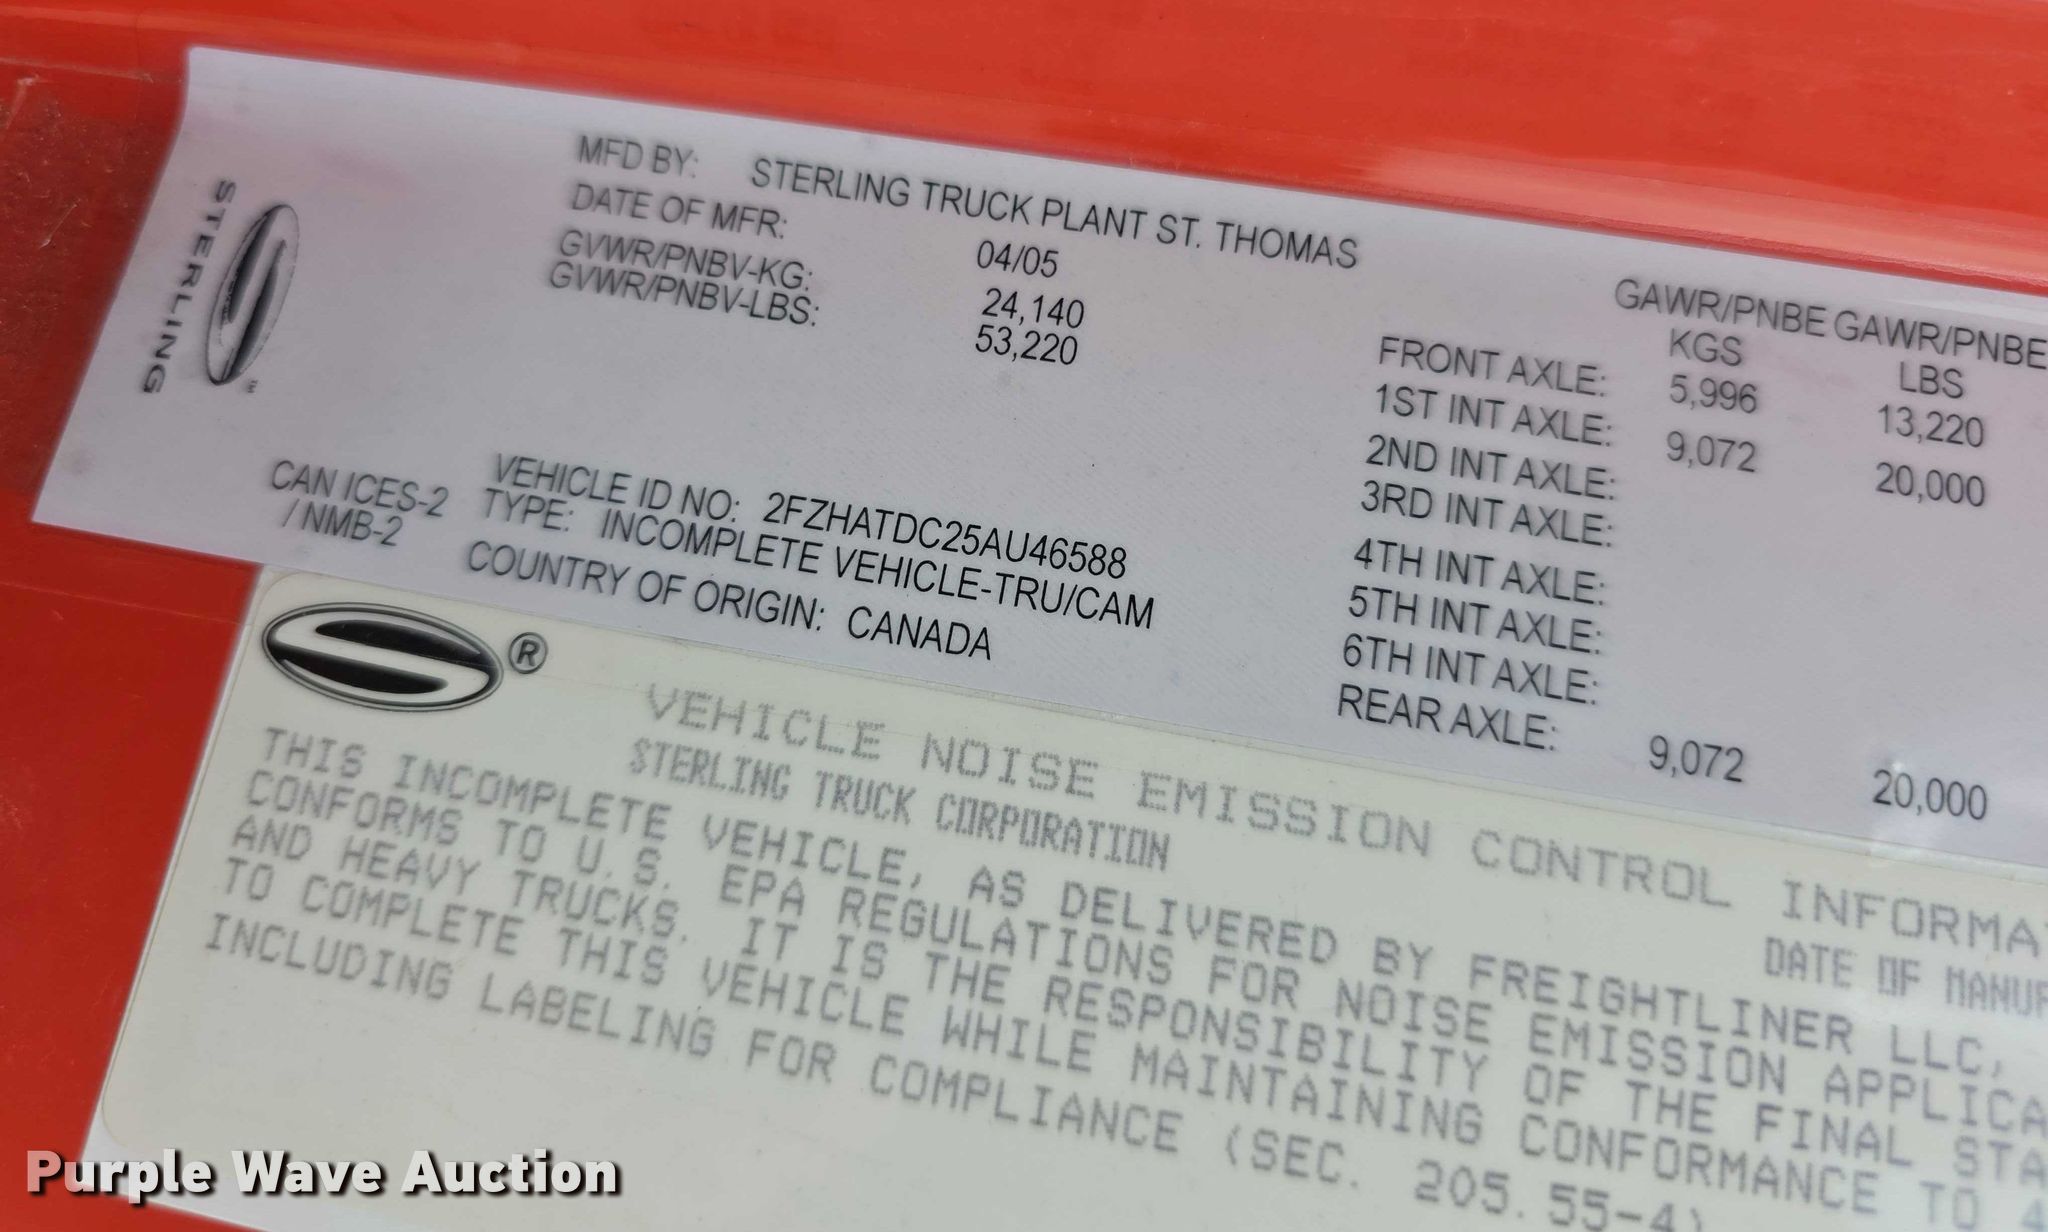 STERLING
MFD BY: STERLING TRUCK PLANT ST. THOMAS
DATE OF MFR: 04/05
GVWR/PNBV-KG: 24,140
GVWR/PNBV-LBS: 53,220
GAWR/PNBE GAWR/PNBE
KGS LBS
FRONT AXLE: 5,996 13,220
1ST INT AXLE: 9,072 20,000
2ND INT AXLE:
3RD INT AXLE:
4TH INT AXLE:
5TH INT AXLE:
6TH INT AXLE:
REAR AXLE: 9,072 20,000
CAN ICES-2
/ NMB-2
VEHICLE ID NO: 2FZHATDC25AU46588
TYPE: INCOMPLETE VEHICLE-TRU/CAM
COUNTRY OF ORIGIN: CANADA
®
VEHICLE NOISE EMISSION CONTROL INFORMA
STERLING TRUCK CORPORATION DATE OF MANUF
THIS INCOMPLETE VEHICLE, AS DELIVERED BY FREIGHTLINER LLC,
CONFORMS TO U.S. EPA REGULATIONS FOR NOISE EMISSION APPLICA
AND HEAVY TRUCKS. IT IS THE RESPONSIBILITY OF THE FINAL STA
TO COMPLETE THIS VEHICLE WHILE MAINTAINING CONFORMANCE TO 4
INCLUDING LABELING FOR COMPLIANCE (SEC. 205.55-4)
Purple Wave Auction